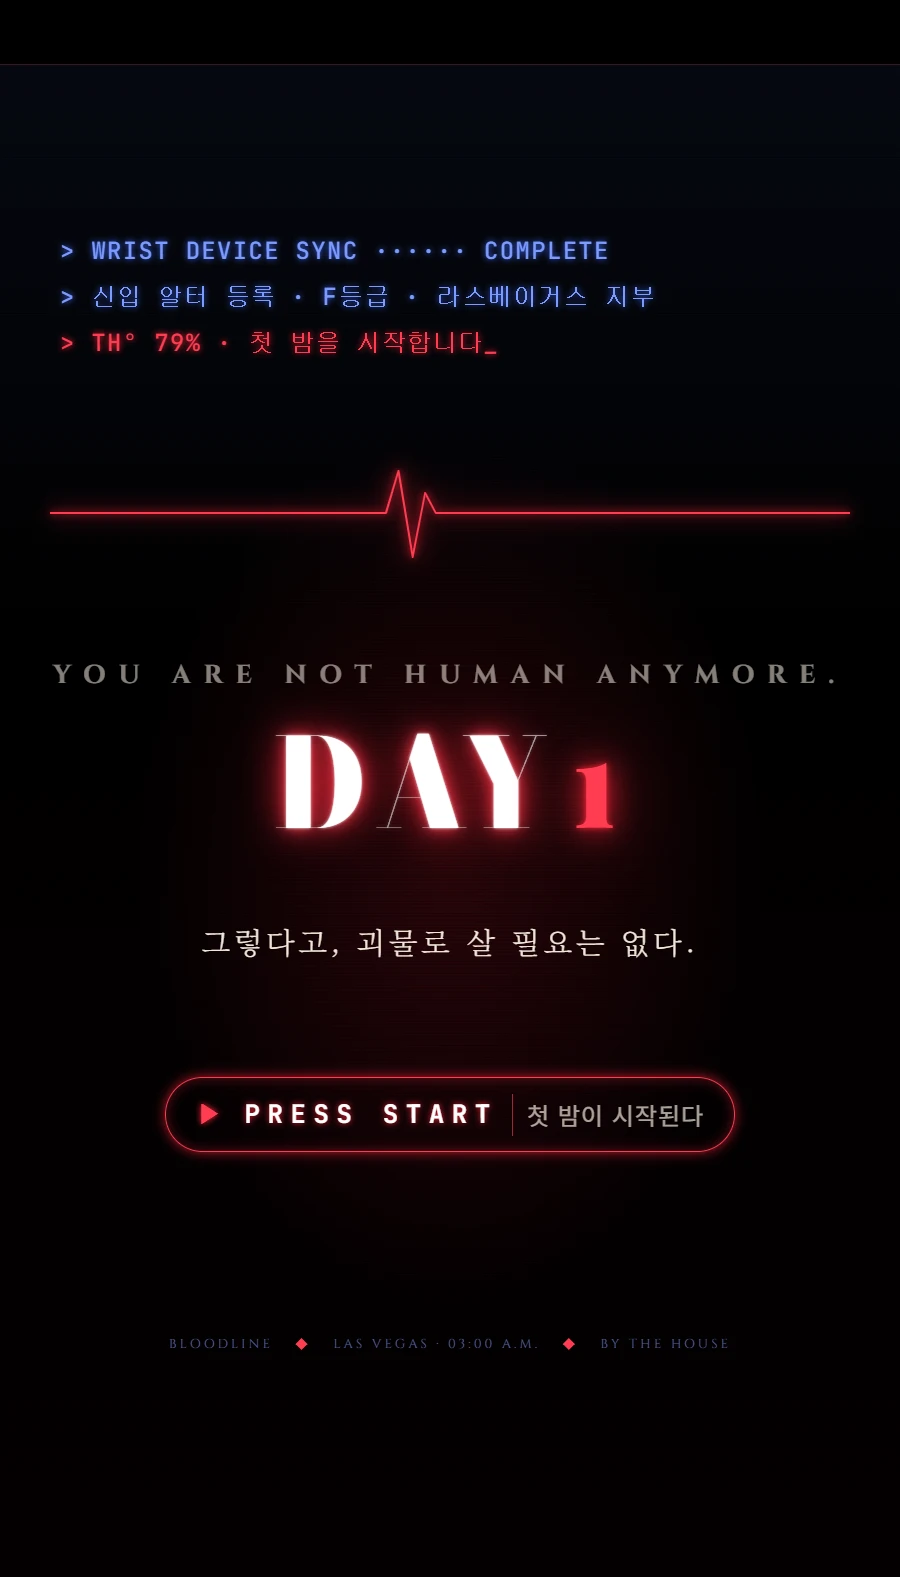 > WRIST DEVICE SYNC ······ COMPLETE
> 신입 알터 등록 · F등급 · 라스베이거스 지부
> TH° 79% · 첫 밤을 시작합니다_
YOU ARE NOT HUMAN ANYMORE.
DAY 1
그렇다고, 괴물로 살 필요는 없다.
▶ PRESS START | 첫 밤이 시작된다
BLOODLINE ◆ LAS VEGAS · 03:00 A.M. ◆ BY THE HOUSE